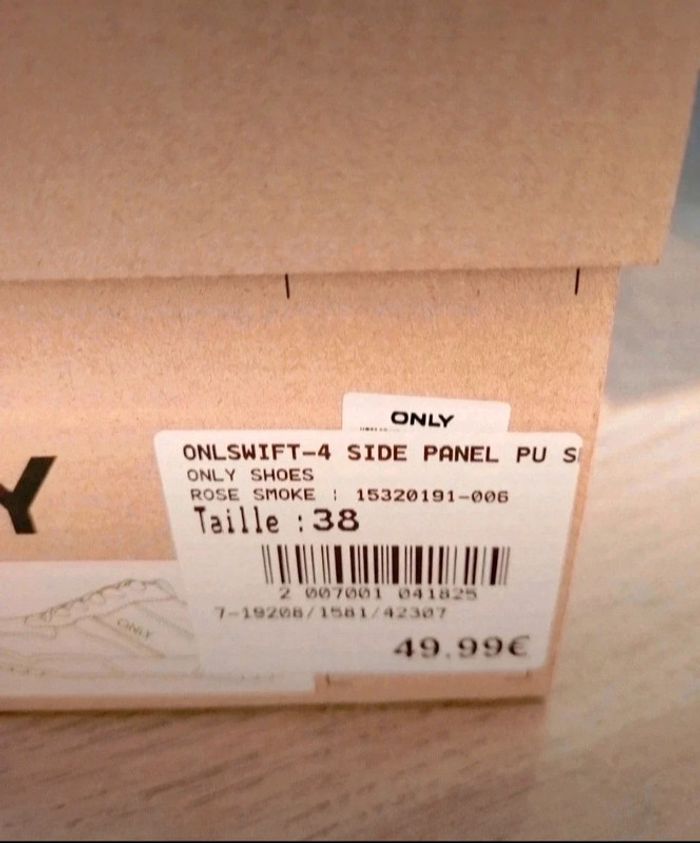 ONLY
ONLSWIFT-4 SIDE PANEL PU S
ONLY SHOES
ROSE SMOKE : 15320191-006
Taille :38
Y
2 007001 041825
7-19208/1581/42307
ONLY
49.99€